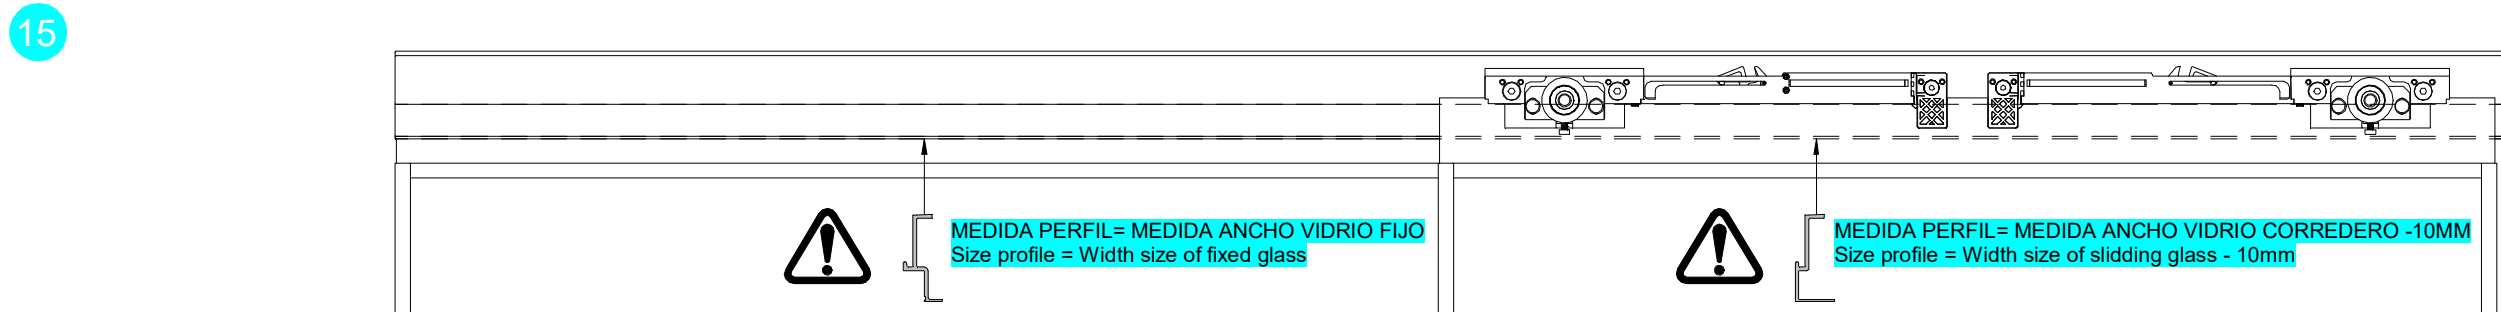 15
MEDIDA PERFIL= MEDIDA ANCHO VIDRIO FIJO
Size profile = Width size of fixed glass
MEDIDA PERFIL= MEDIDA ANCHO VIDRIO CORREDERO -10MM
Size profile = Width size of slidding glass - 10mm